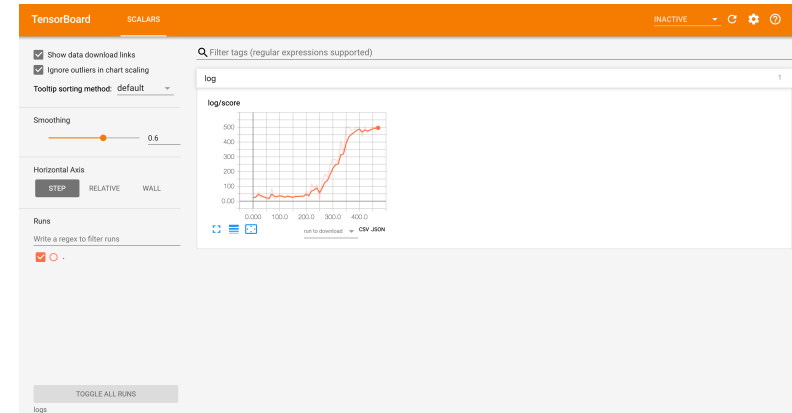 TensorBoard SCALARS INACTIVE
Show data download links
Ignore outliers in chart scaling
Tooltip sorting method: default
Smoothing
0.6
Horizontal Axis
STEP RELATIVE WALL
Runs
Write a regex to filter runs
.
TOGGLE ALL RUNS
logs
Filter tags (regular expressions supported)
log 1
log/score
500
400
300
200
100
0.00
0.000 100.0 200.0 300.0 400.0
run to download CSV JSON